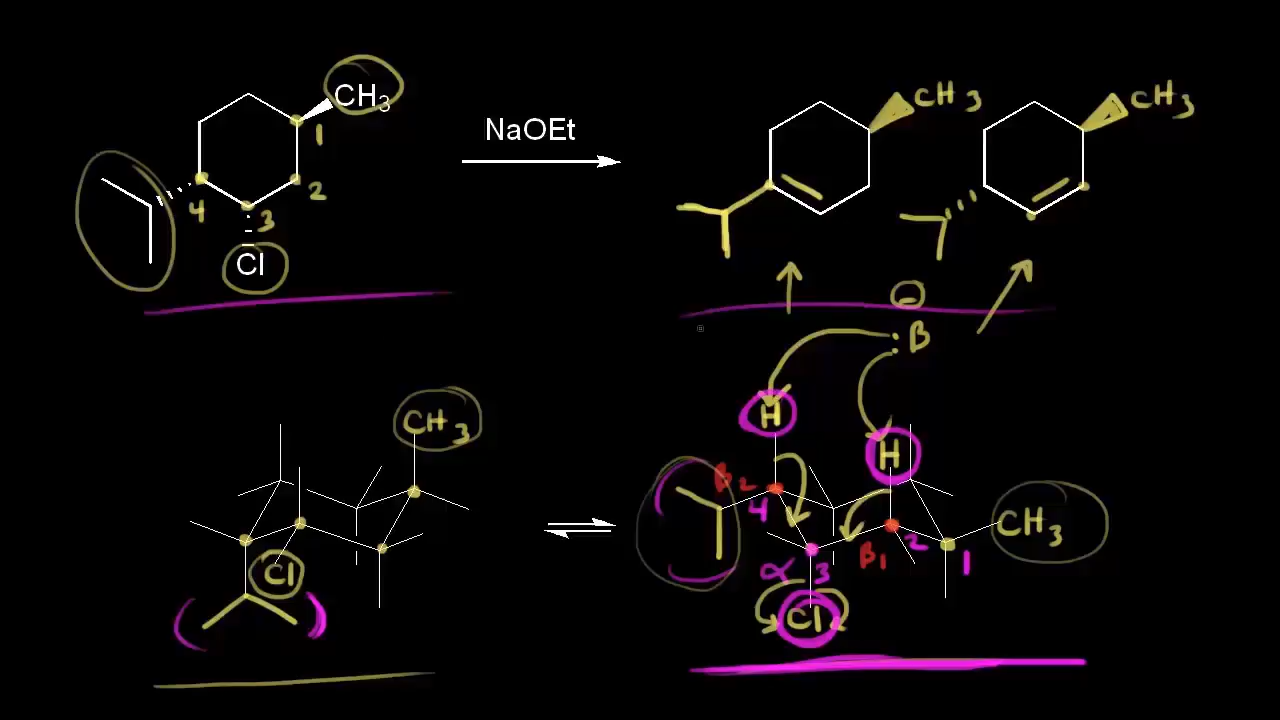 CH3
NaOEt
CH3
CH3
1
2
3
4
Cl
⊖
:B
H
H
CH3
β2
4
Cl
α
3
β1
2
1
CH3
Cl